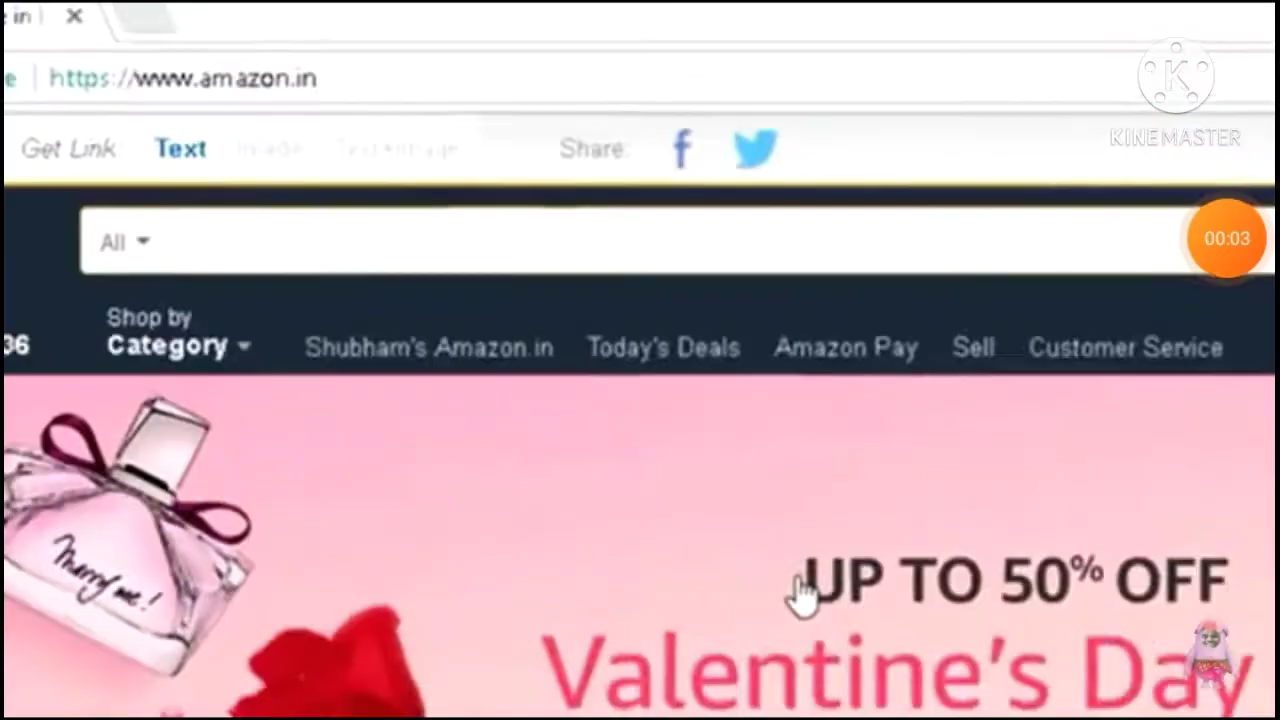 e in
e https://www.amazon.in
KINEMASTER
Get Link Text Share:
All
00:03
Shop by
36 Category Shubham's Amazon.in Today's Deals Amazon Pay Sell Customer Service
Marry me!
UP TO 50% OFF
Valentine's Day